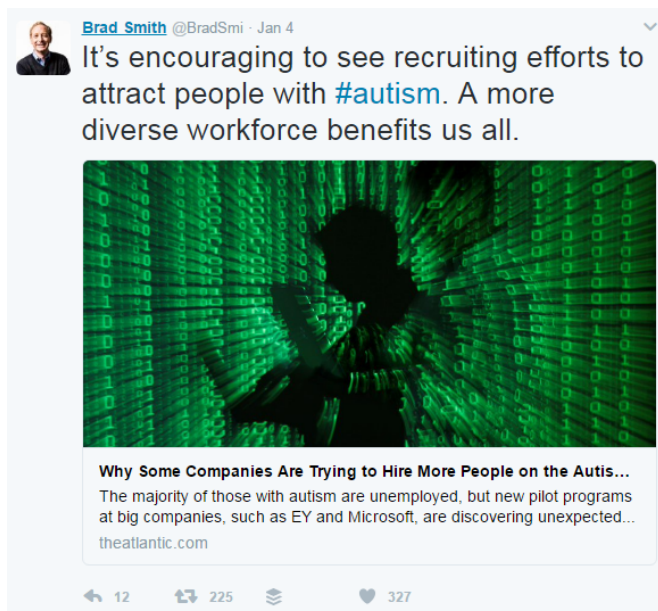 Brad Smith @BradSmi · Jan 4
It's encouraging to see recruiting efforts to
attract people with #autism. A more
diverse workforce benefits us all.
Why Some Companies Are Trying to Hire More People on the Autis...
The majority of those with autism are unemployed, but new pilot programs
at big companies, such as EY and Microsoft, are discovering unexpected...
theatlantic.com
12 225 327